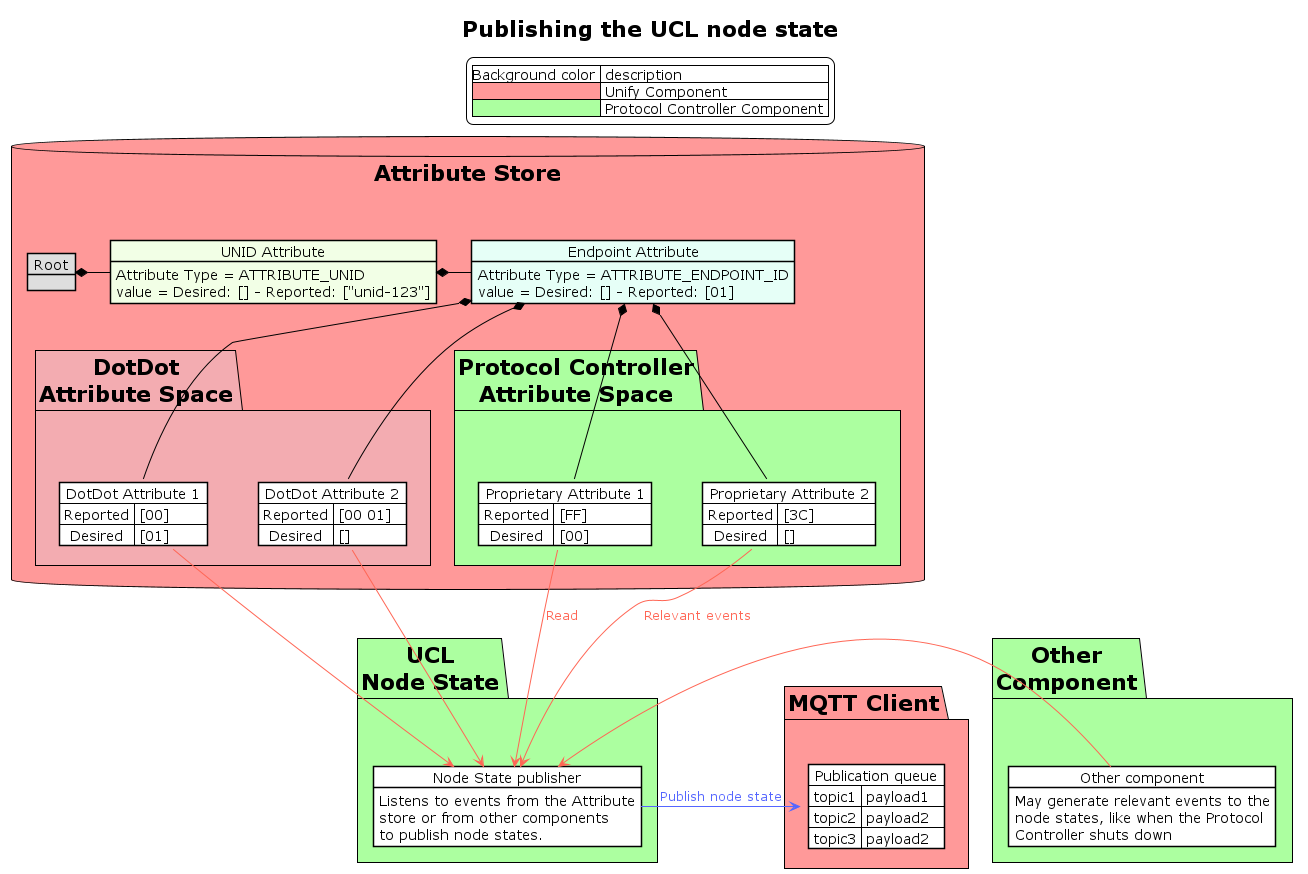 Publishing the UCL node state
Background color description
Unify Component
Protocol Controller Component
Attribute Store
Root
UNID Attribute
Attribute Type = ATTRIBUTE_UNID
value = Desired: [] - Reported: ["unid-123"]
Endpoint Attribute
Attribute Type = ATTRIBUTE_ENDPOINT_ID
value = Desired: [] - Reported: [01]
DotDot
Attribute Space
Protocol Controller
Attribute Space
DotDot Attribute 1
Reported [00]
Desired [01]
DotDot Attribute 2
Reported [00 01]
Desired []
Proprietary Attribute 1
Reported [FF]
Desired [00]
Proprietary Attribute 2
Reported [3C]
Desired []
Read
Relevant events
UCL
Node State
Node State publisher
Listens to events from the Attribute
store or from other components
to publish node states.
Publish node state
MQTT Client
Publication queue
topic1 payload1
topic2 payload2
topic3 payload2
Other
Component
Other component
May generate relevant events to the
node states, like when the Protocol
Controller shuts down